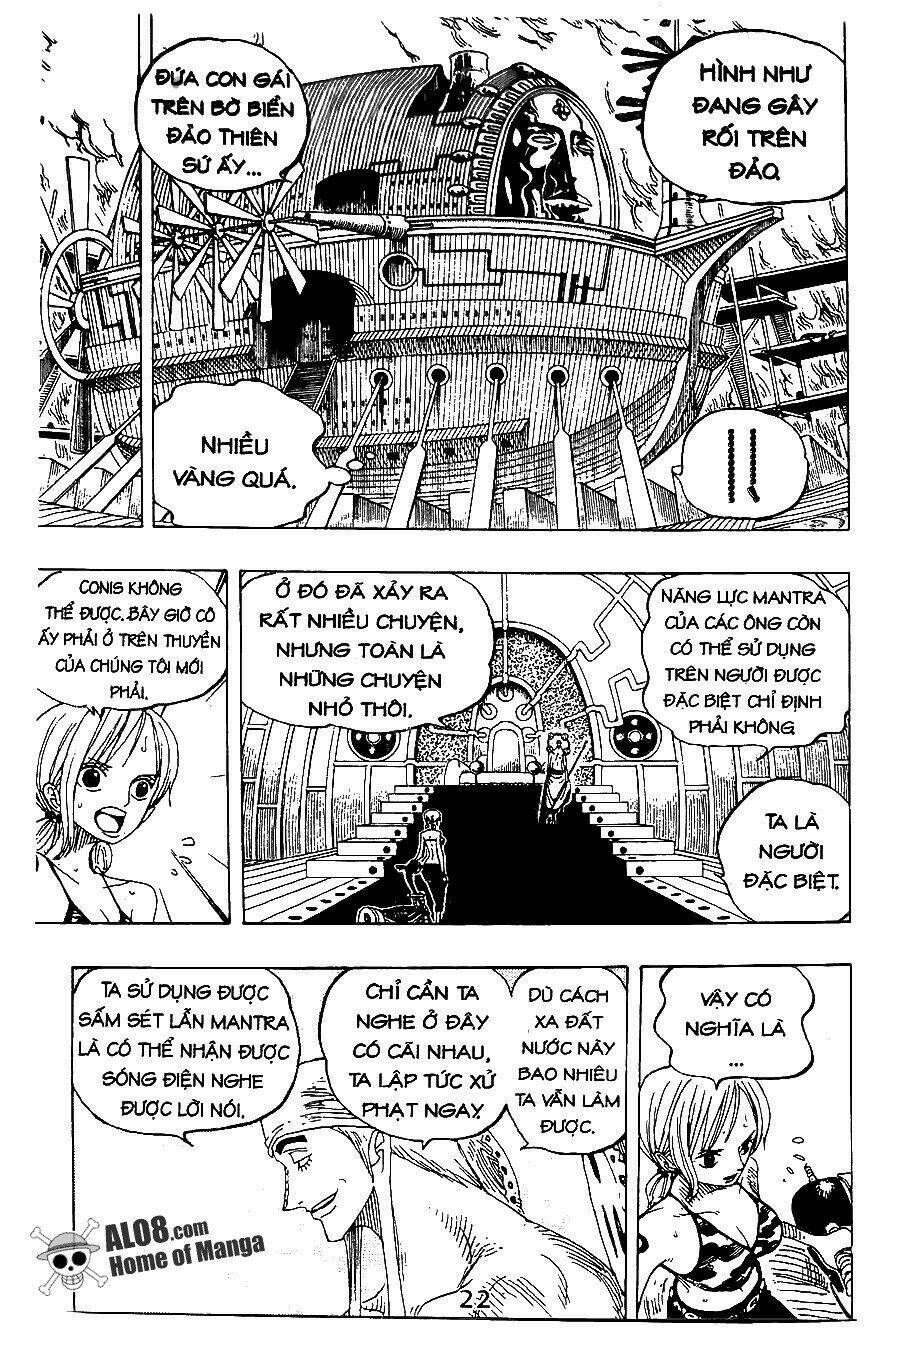 HÌNH NHƯ
ĐANG GÂY
RỐI TRÊN
ĐẢO.
ĐỨA CON GÁI
TRÊN BỜ BIỂN
ĐẢO THIÊN
SỨ ẤY...
NHIỀU
VÀNG QUÁ.
!!
NĂNG LỰC MANTRA
CỦA CÁC ÔNG CÒN
CÓ THỂ SỬ DỤNG
TRÊN NGƯỜI ĐƯỢC
ĐẶC BIỆT CHỈ ĐỊNH
PHẢI KHÔNG.
TA LÀ
NGƯỜI
ĐẶC BIỆT.
Ở ĐÓ ĐÃ XẢY RA
RẤT NHIỀU CHUYỆN,
NHƯNG TOÀN LÀ
NHỮNG CHUYỆN
NHỎ THÔI.
CONIS KHÔNG
THỂ ĐƯỢC. BÂY GIỜ CÔ
ẤY PHẢI Ở TRÊN THUYỀN
CỦA CHÚNG TÔI MỚI
PHẢI.
VẬY CÓ
NGHĨA LÀ
...
DÙ CÁCH
XA ĐẤT
NƯỚC NÀY
BAO NHIÊU
TA VẪN LÀM
ĐƯỢC.
CHỈ CẦN TA
NGHE Ở ĐÂY
CÓ CÃI NHAU,
TA LẬP TỨC XỬ
PHẠT NGAY.
TA SỬ DỤNG ĐƯỢC
SẤM SÉT LẪN MANTRA
LÀ CÓ THỂ NHẬN ĐƯỢC
SÓNG ĐIỆN NGHE
ĐƯỢC LỜI NÓI.
AL08.com
Home of Manga
22